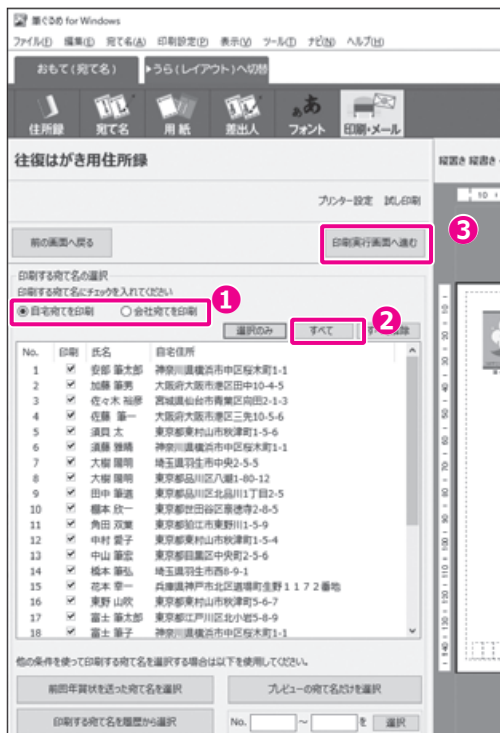 筆ぐるめ for Windows
ファイル(F) 編集(E) 宛て名(A) 印刷設定(P) 表示(V) ツール(T) ナビ(N) ヘルプ(H)
おもて(宛て名) ▶うら(レイアウト)へ切替
住所録 宛て名 用紙 差出人 フォント 印刷・メール
往復はがき用住所録
縦置き 縦書き
プリンター設定 試し印刷
前の画面へ戻る 印刷実行画面へ進む 3
印刷する宛て名の選択
印刷する宛て名にチェックを入れてください
1
自宅宛てを印刷 会社宛てを印刷 2
選択のみ すべて すべ 解除
No. 印刷 氏名 自宅住所
1 安部 筆太郎 神奈川県横浜市中区桜木町1-1
2 加藤 筆男 大阪府大阪市港区田中10-4-5
3 佐々木 裕彦 宮城県仙台市青葉区向田2-1-3
4 佐藤 筆一 大阪府大阪市港区三先10-5-6
5 須貝 太 東京都東村山市秋津町1-5-6
6 須藤 雅晴 神奈川県横浜市中区桜木町1-1
7 大樹 陽明 埼玉県羽生市中央2-5-5
8 大樹 陽明 東京都品川区八潮1-80-12
9 田中 筆道 東京都品川区北品川1丁目2-5
10 棚本 欣一 東京都世田谷区豪徳寺2-8-5
11 角田 双葉 東京都狛江市東野川1-5-9
12 中村 愛子 東京都東村山市秋津町1-5-4
13 中山 筆宏 東京都目黒区中央町2-5-6
14 橋本 筆弘 埼玉県羽生市西8-9-1
15 花本 幸一 兵庫県神戸市北区道場町生野1172番地
16 東野 山吹 東京都東村山市秋津町5-6-7
17 富士 筆太郎 東京都江戸川区北小岩5-8-9
18 富士 筆子 神奈川県横浜市中区桜木町1-1
他の条件を使って印刷する宛て名を選択する場合は以下を使用してください。
前回年賀状を送った宛て名を選択 プレビューの宛て名だけを選択
印刷する宛て名を履歴から選択 No. ～ を 選択